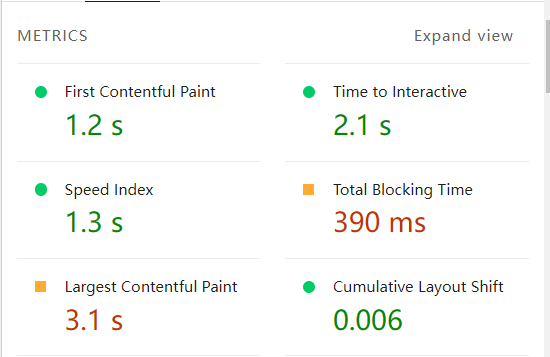 METRICS
Expand view
First Contentful Paint
1.2 s
Time to Interactive
2.1 s
Speed Index
1.3 s
Total Blocking Time
390 ms
Largest Contentful Paint
3.1 s
Cumulative Layout Shift
0.006